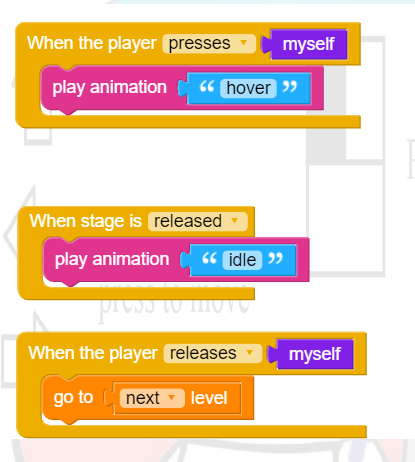 When the player presses myself
play animation “ hover ”
When stage is released
play animation “ idle ”
press to move
When the player releases myself
go to next level